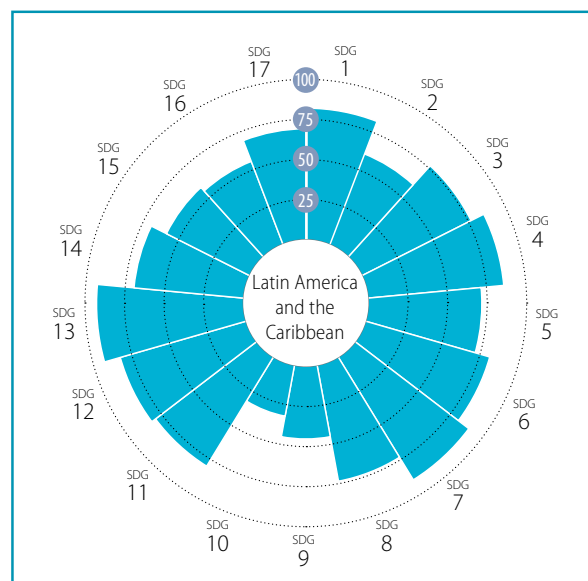 SDG
1
SDG
2
SDG
3
SDG
4
SDG
5
SDG
6
SDG
7
SDG
8
SDG
9
SDG
10
SDG
11
SDG
12
SDG
13
SDG
14
SDG
15
SDG
16
SDG
17
100
75
50
25
Latin America
and the
Caribbean